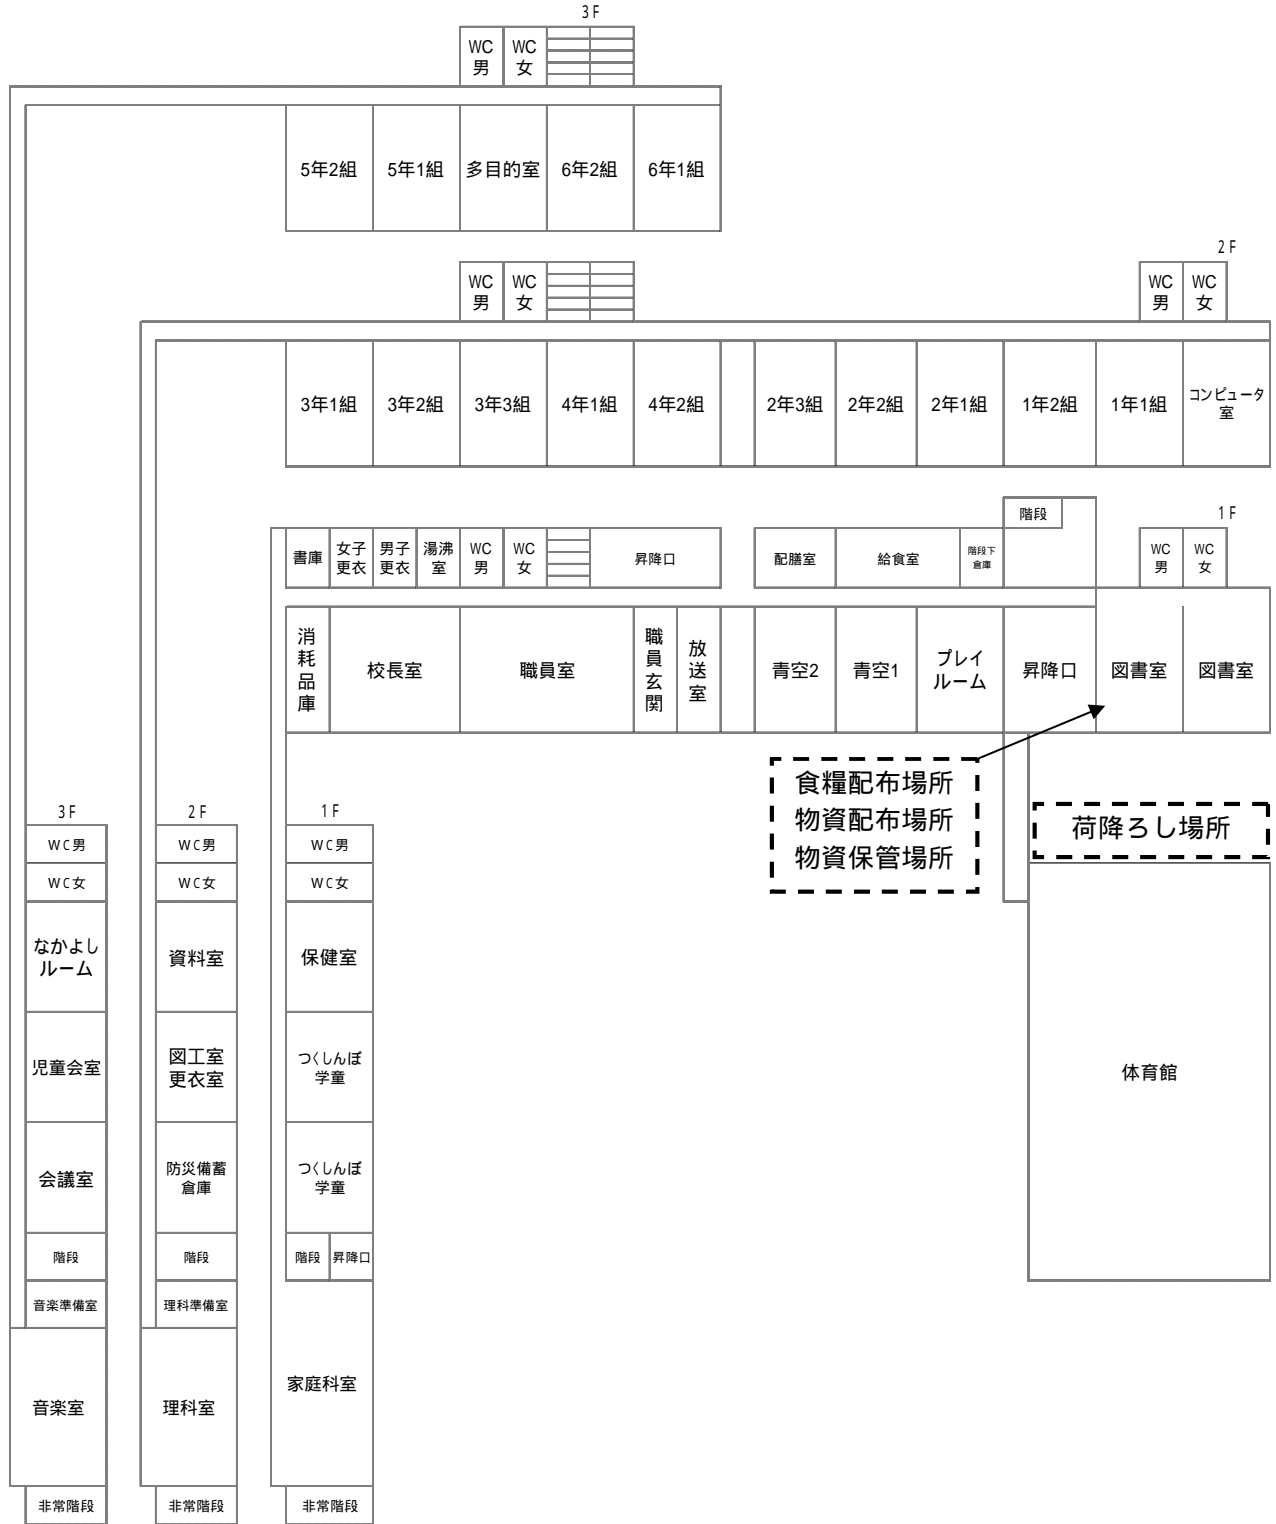 3F
WC
男
WC
女
5年2組
5年1組
多目的室
6年2組
6年1組
2F
WC
男
WC
女
WC
男
WC
女
3年1組
3年2組
3年3組
4年1組
4年2組
2年3組
2年2組
2年1組
1年2組
1年1組
コンピュータ
室
1F
階段
書庫
女子
更衣
男子
更衣
湯沸
室
WC
男
WC
女
昇降口
配膳室
給食室
階段下
倉庫
WC
男
WC
女
消
耗
品
庫
校長室
職員室
職
員
玄
関
放
送
室
青空2
青空1
プレイ
ルーム
昇降口
図書室
図書室
食糧配布場所
物資配布場所
物資保管場所
荷降ろし場所
体育館
3F
WC男
WC女
なかよし
ルーム
児童会室
会議室
階段
音楽準備室
音楽室
非常階段
2F
WC男
WC女
資料室
図工室
更衣室
防災備蓄
倉庫
階段
理科準備室
理科室
非常階段
1F
WC男
WC女
保健室
つくしんぼ
学童
つくしんぼ
学童
階段
昇降口
家庭科室
非常階段